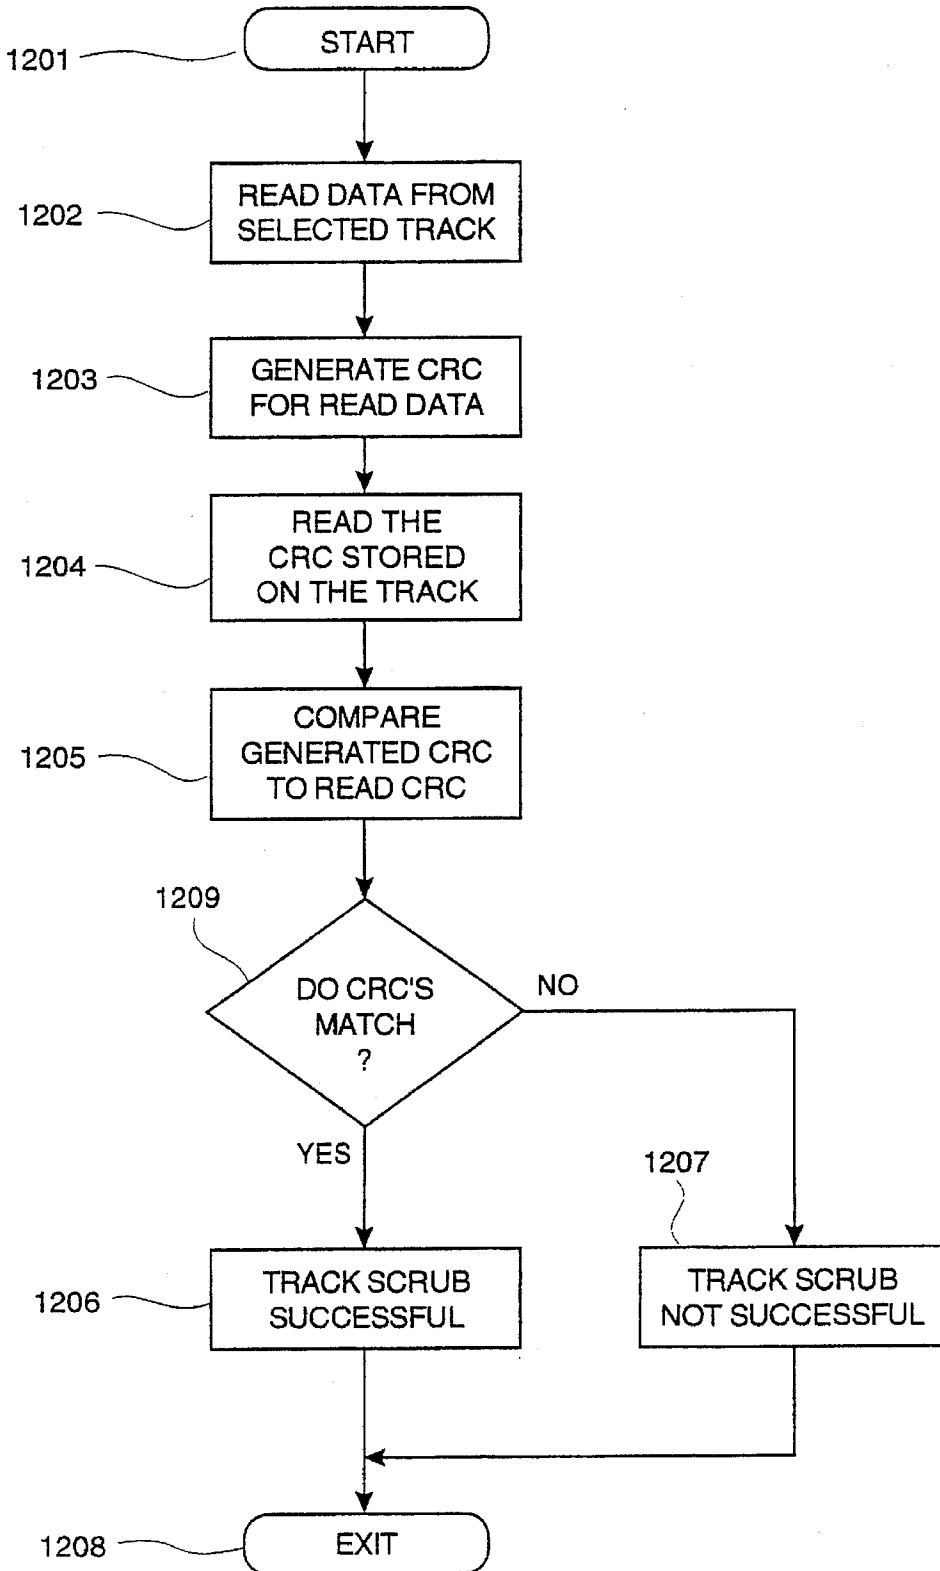 START
1201
READ DATA FROM
SELECTED TRACK
1202
GENERATE CRC
FOR READ DATA
1203
READ THE
CRC STORED
ON THE TRACK
1204
COMPARE
GENERATED CRC
TO READ CRC
1205
1209
DO CRC'S
MATCH
?
NO
YES
1207
TRACK SCRUB
SUCCESSFUL
1206
TRACK SCRUB
NOT SUCCESSFUL
EXIT
1208